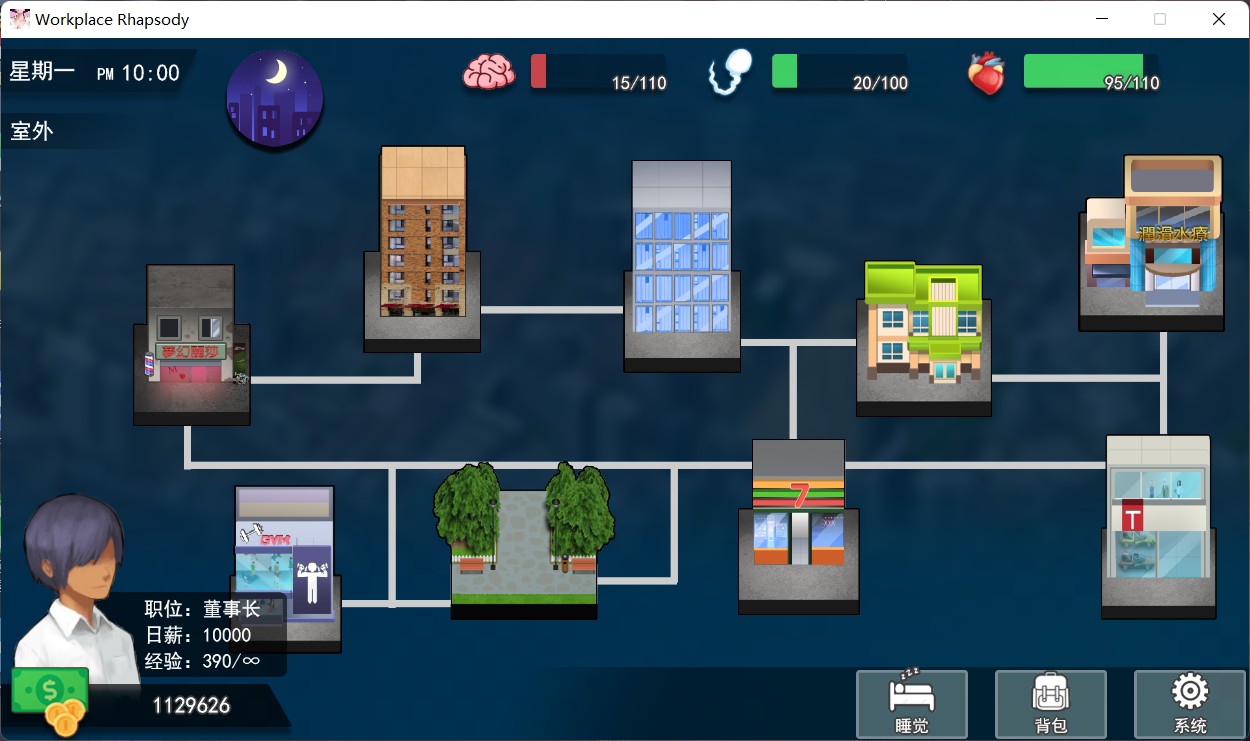 Workplace Rhapsody
星期一 PM 10:00
15/110
20/100
95/110
室外
潤滑水療
夢幻麗莎
7
GYM
T
职位：董事长
日薪：10000
经验：390/∞
1129626
睡觉
背包
系统